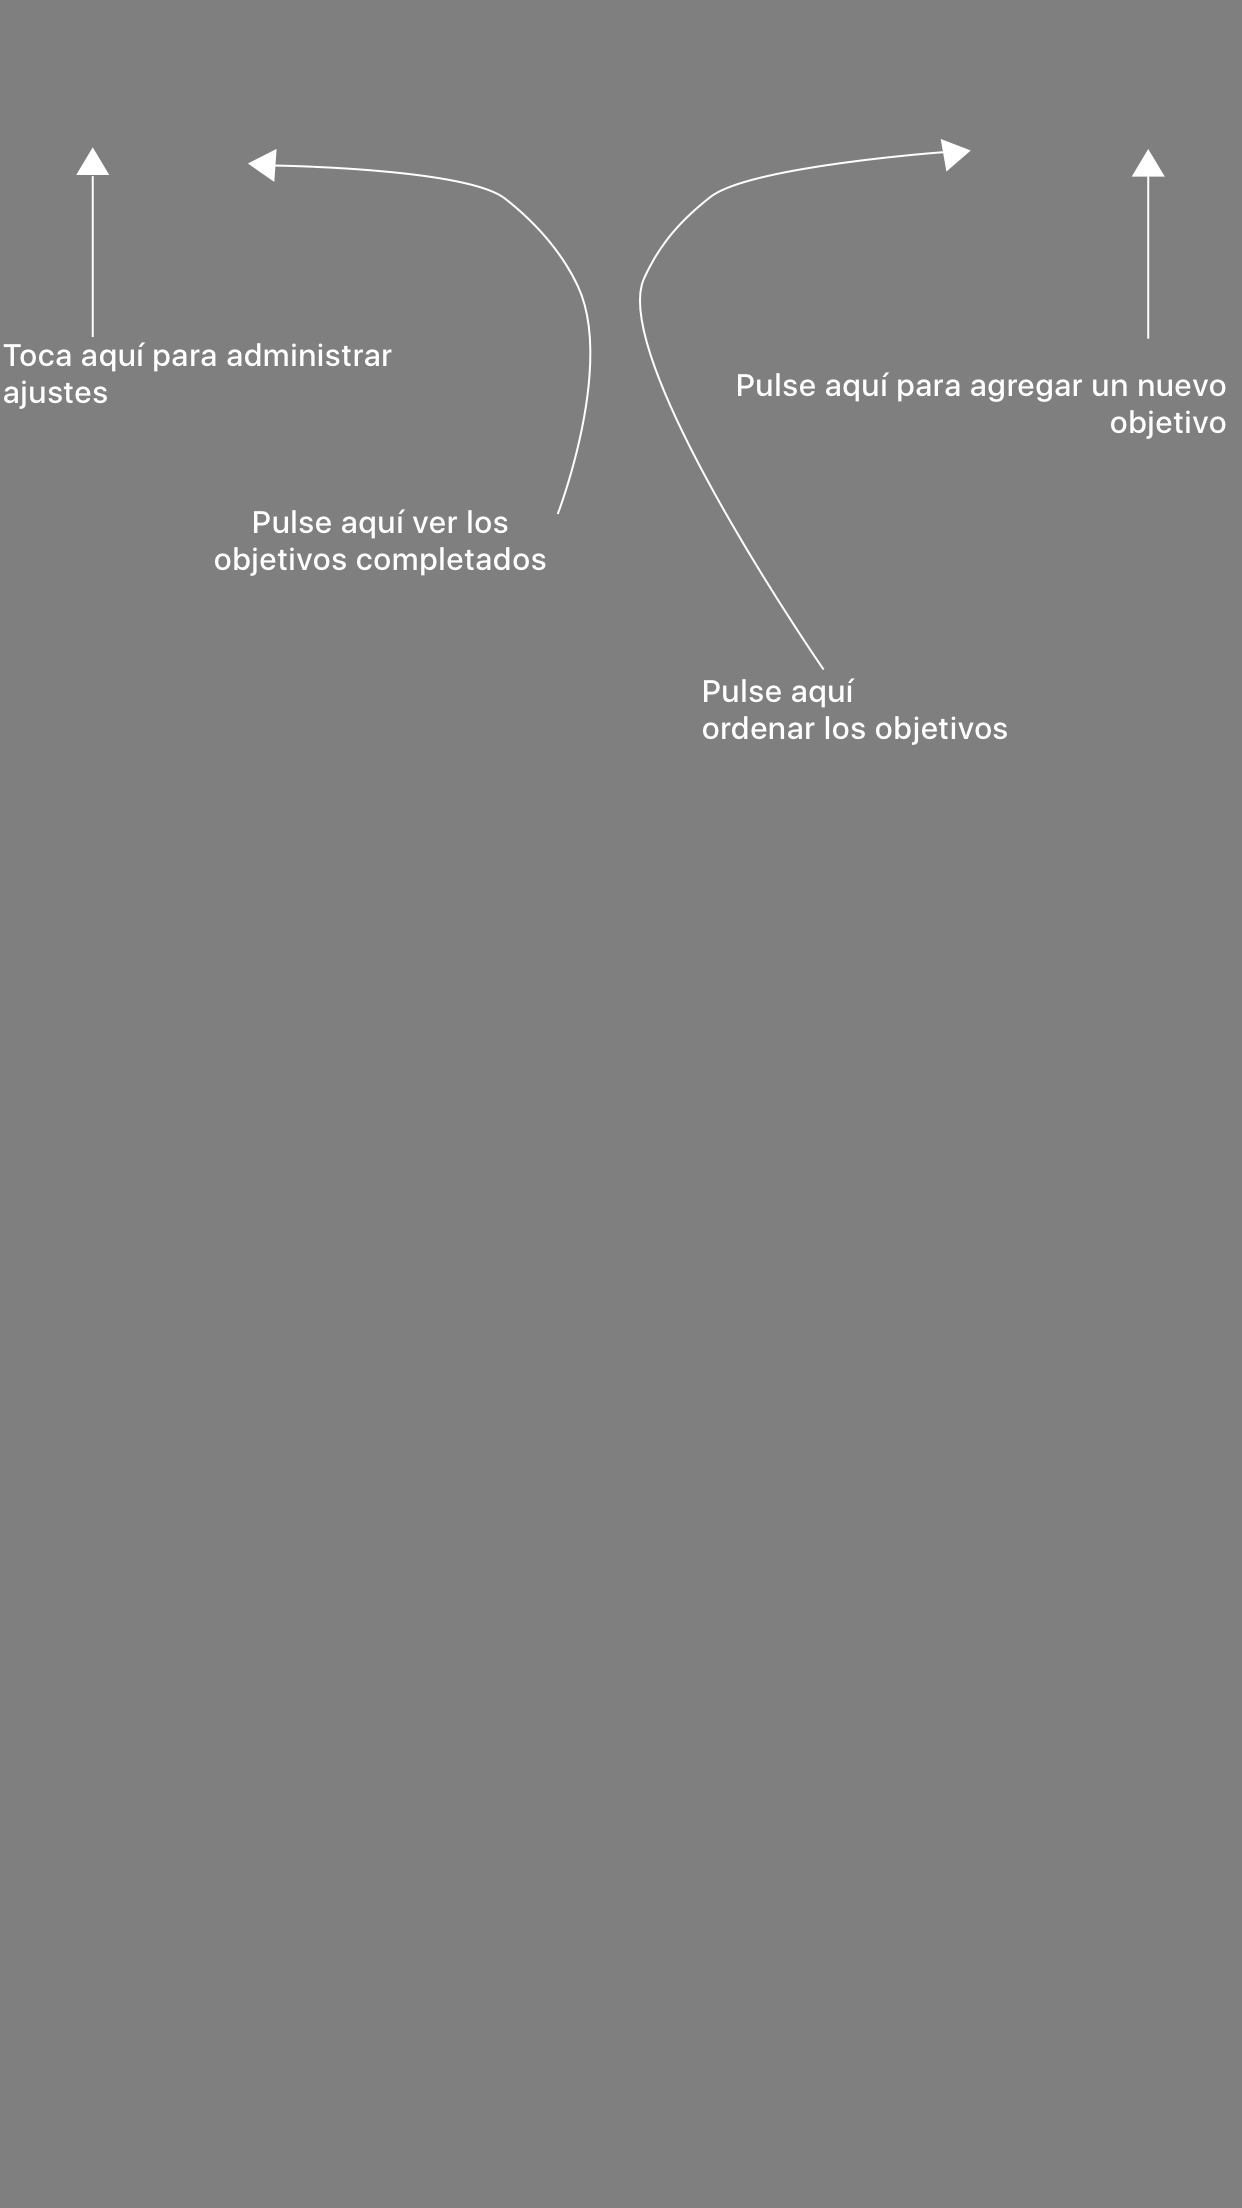 Toca aquí para administrar
ajustes
Pulse aquí para agregar un nuevo
objetivo
Pulse aquí ver los
objetivos completados
Pulse aquí
ordenar los objetivos